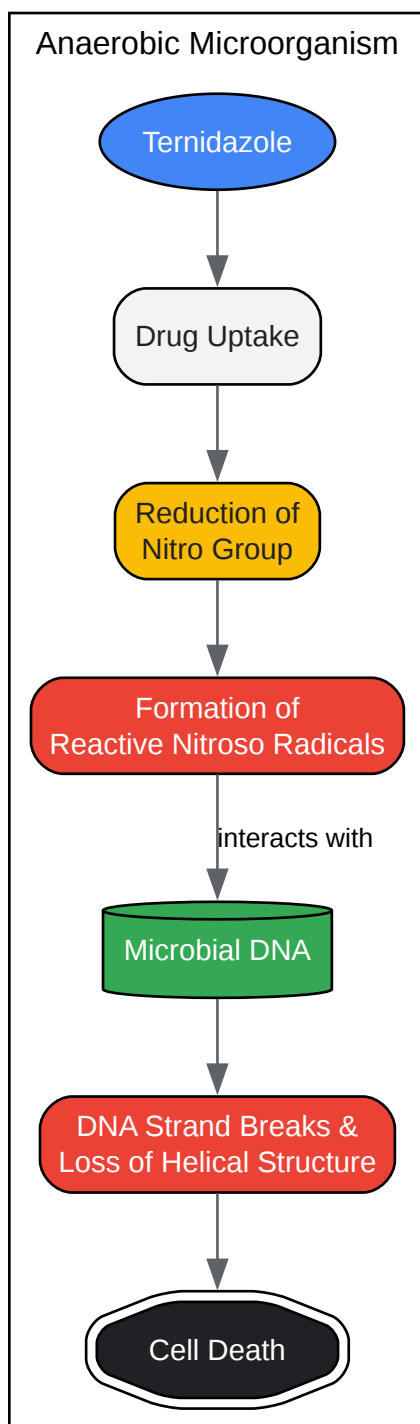 Anaerobic Microorganism
Ternidazole
Drug Uptake
Reduction of
Nitro Group
Formation of
Reactive Nitroso Radicals
interacts with
Microbial DNA
DNA Strand Breaks &
Loss of Helical Structure
Cell Death